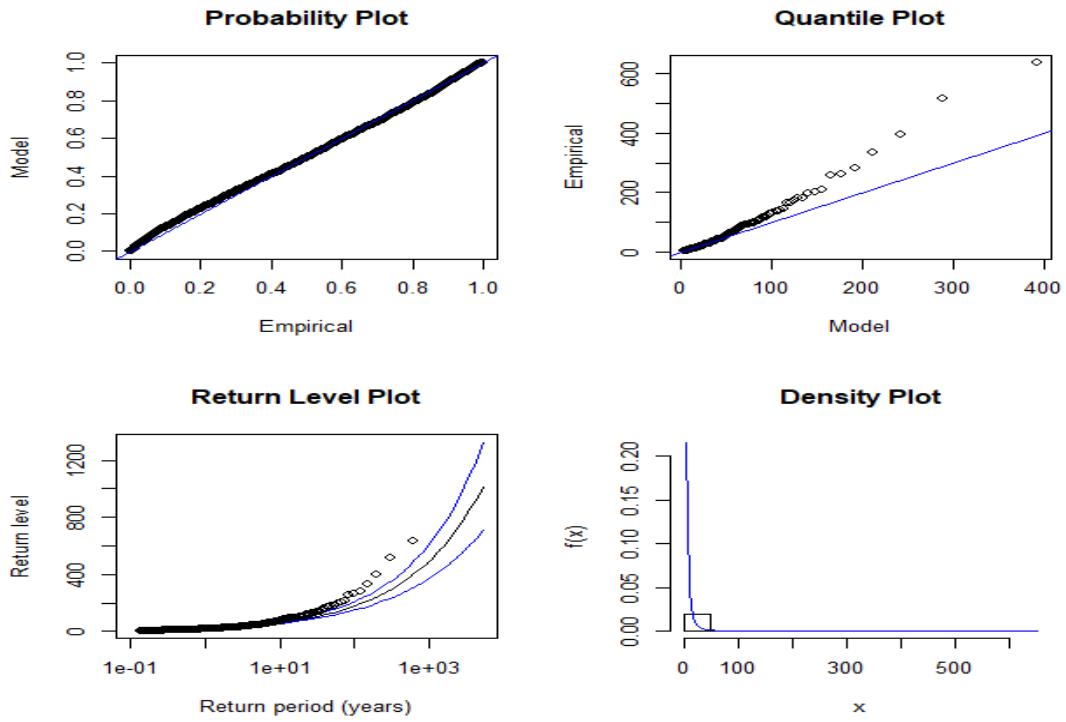 Probability Plot
Model
0.0 0.2 0.4 0.6 0.8 1.0
0.0 0.2 0.4 0.6 0.8 1.0
Empirical
Quantile Plot
Empirical
0 200 400 600
0 100 200 300 400
Model
Return Level Plot
Return level
0 400 800 1200
1e-01 1e+01 1e+03
Return period (years)
Density Plot
f(x)
0.00 0.05 0.10 0.15 0.20
0 100 300 500
x